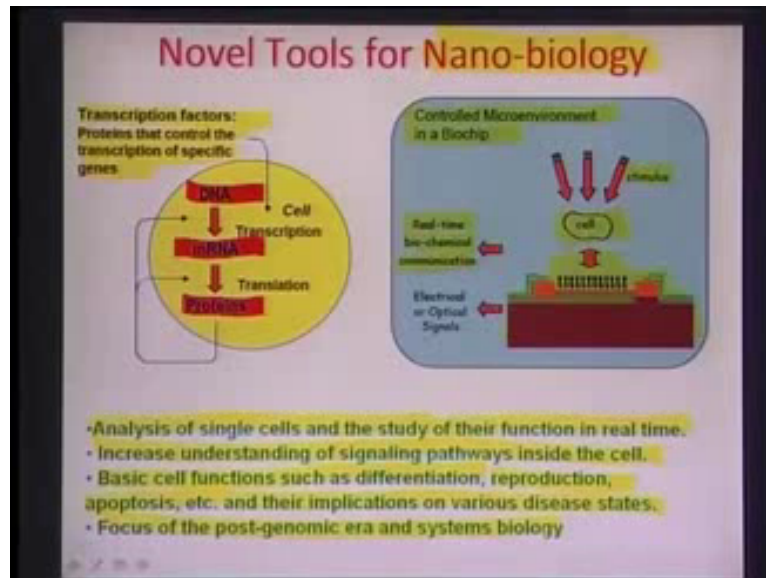 Novel Tools for Nano-biology
Transcription factors:
Proteins that control the
transcription of specific
genes
DNA
Cell
Transcription
mRNA
Translation
Proteins
Controlled Microenvironment
in a Biochip
stimulus
cell
Real-time
bio-chemical
communication
Electrical
or Optical
Signals
•Analysis of single cells and the study of their function in real time.
• Increase understanding of signaling pathways inside the cell.
• Basic cell functions such as differentiation, reproduction,
apoptosis, etc. and their implications on various disease states.
• Focus of the post-genomic era and systems biology